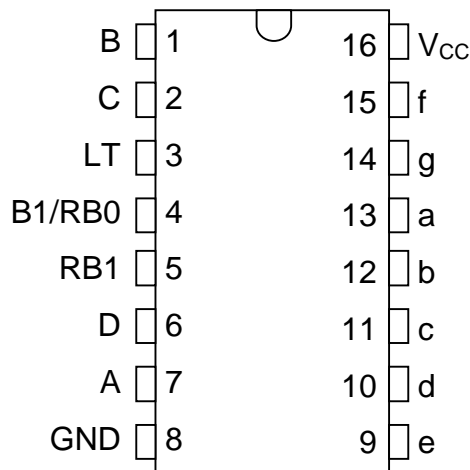 B 1 16 VCC
C 2 15 f
LT 3 14 g
B1/RB0 4 13 a
RB1 5 12 b
D 6 11 c
A 7 10 d
GND 8 9 e